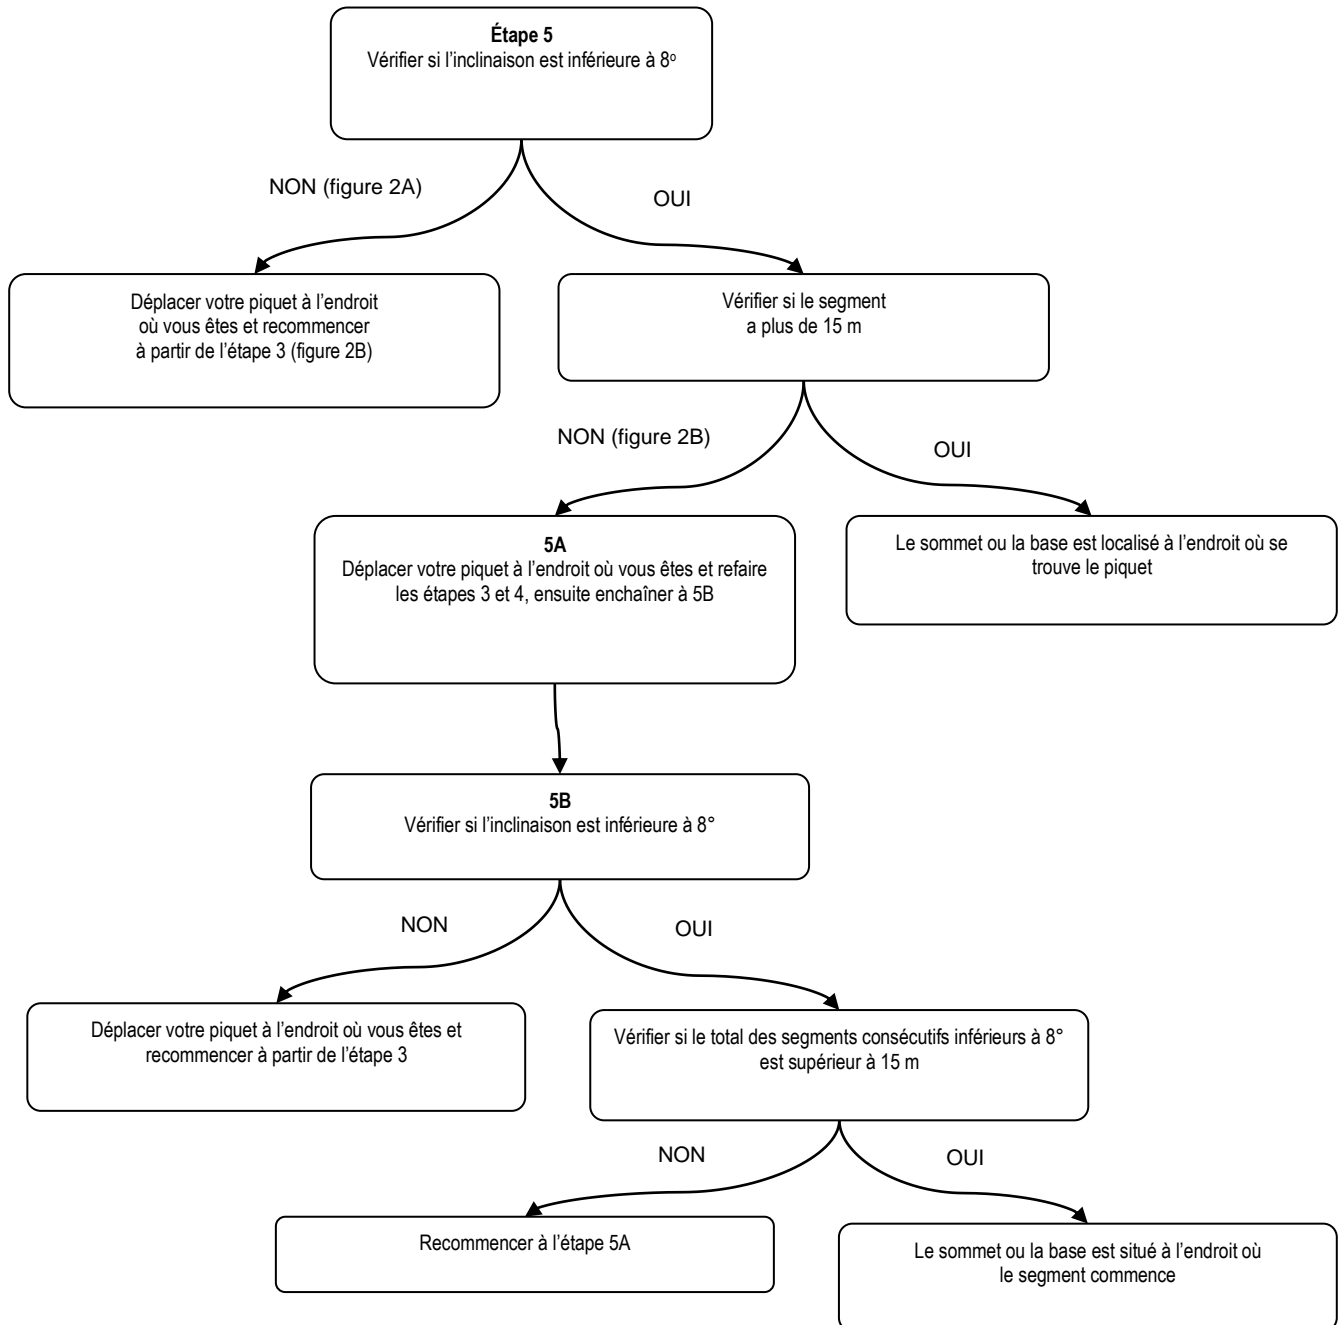 Étape 5
Vérifier si l’inclinaison est inférieure à 8º
NON (figure 2A)
OUI
Déplacer votre piquet à l’endroit
où vous êtes et recommencer
à partir de l’étape 3 (figure 2B)
Vérifier si le segment
a plus de 15 m
NON (figure 2B)
OUI
5A
Déplacer votre piquet à l’endroit où vous êtes et refaire
les étapes 3 et 4, ensuite enchaîner à 5B
Le sommet ou la base est localisé à l’endroit où se
trouve le piquet
5B
Vérifier si l’inclinaison est inférieure à 8°
NON
OUI
Déplacer votre piquet à l’endroit où vous êtes et
recommencer à partir de l’étape 3
Vérifier si le total des segments consécutifs inférieurs à 8°
est supérieur à 15 m
NON
OUI
Recommencer à l’étape 5A
Le sommet ou la base est situé à l’endroit où
le segment commence